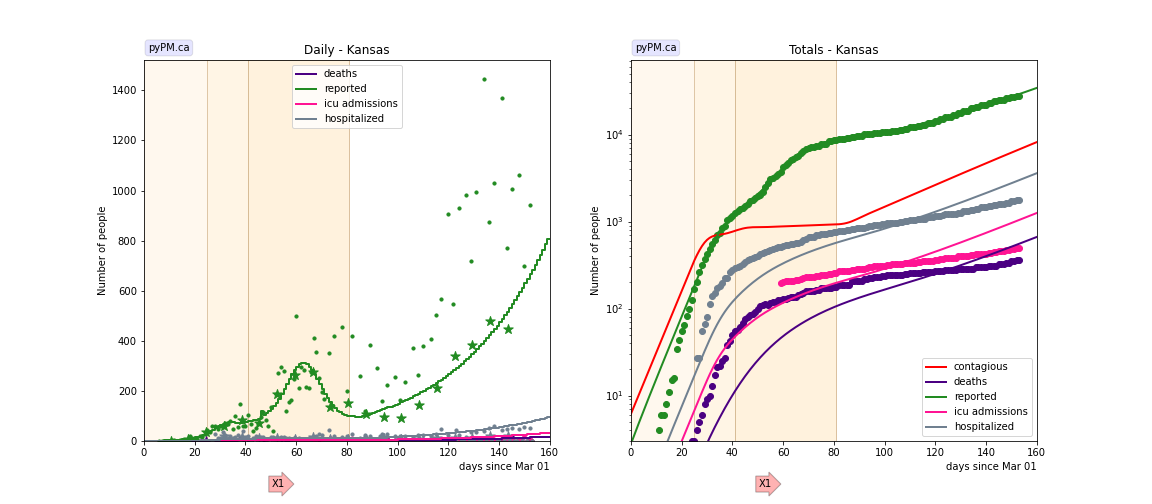 pyPM.ca
Daily - Kansas
deaths
reported
icu admissions
hospitalized
Number of people
0
200
400
600
800
1000
1200
1400
0
20
40
60
80
100
120
140
160
days since Mar 01
X1
pyPM.ca
Totals - Kansas
Number of people
10⁴
10³
10²
10¹
contagious
deaths
reported
icu admissions
hospitalized
0
20
40
60
80
100
120
140
160
days since Mar 01
X1